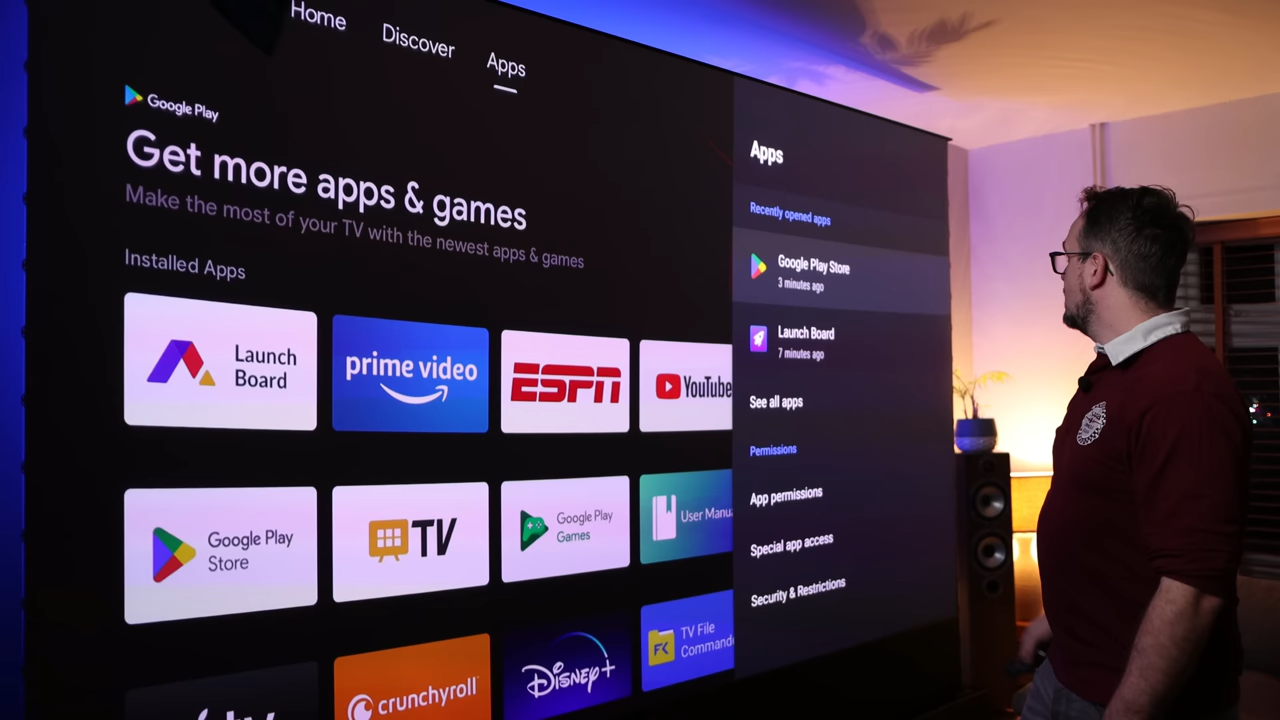 Home
Discover
Apps
Google Play
Get more apps & games
Make the most of your TV with the newest apps & games
Installed Apps
Launch
Board
prime video
ESPN
YouTube
Google Play
Store
TV
Google Play
Games
User Manu
crunchyroll
Disney+
TV File
Command
Apps
Recently opened apps
Google Play Store
3 minutes ago
Launch Board
7 minutes ago
See all apps
Permissions
App permissions
Special app access
Security & Restrictions